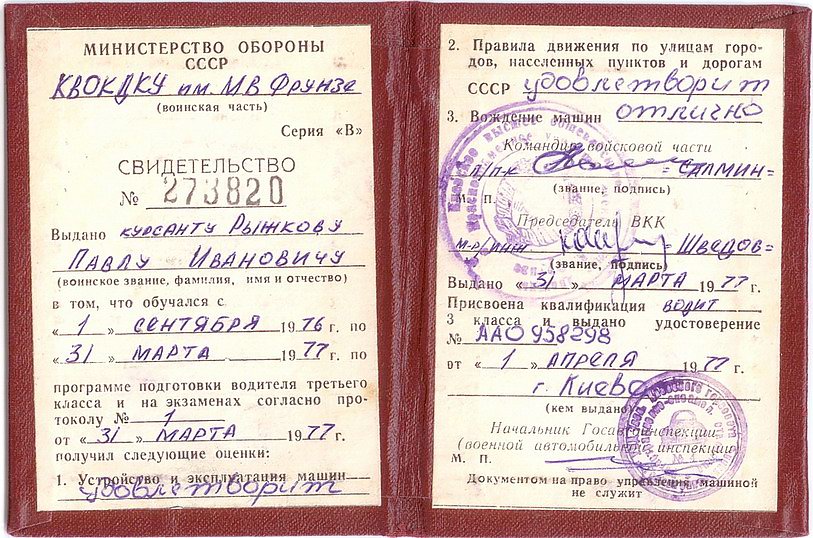 МИНИСТЕРСТВО ОБОРОНЫ
СССР
КВОКДКУ им. МВ Фрунзе
(воинская часть)
Серия «В»
СВИДЕТЕЛЬСТВО
№ 273820
Выдано курсанту Рыжкову
Павлу Ивановичу
(воинское звание, фамилия, имя и отчество)
в том, что обучался с
« 1 » сентября 1976 г. по
« 31 » марта 1977 г. по
программе подготовки водителя третьего
класса и на экзаменах согласно про-
токолу № 1
от « 31 » марта 1977 г.
получил следующие оценки:
1. Устройство и эксплуатация машин
удовлетворит
2. Правила движения по улицам горо-
дов, населенных пунктов и дорогам
СССР удовлетворит
3. Вождение машин отлично
Командир войсковой части
п/п-к =САЛМИН=
(звание, подпись)
М. П.
Председатель ВКК
м-р/инж =Шведов=
(звание, подпись)
Выдано « 31 » МАРТА 1977 г.
Присвоена квалификация водит
3 класса и выдано удостоверение
№ ААО 958298
от « 1 » АПРЕЛЯ 1977 г.
г. Киева
(кем выдано)
Начальник Госавтоинспекции
(военной автомобильной инспекции)
М. П.
Документом на право управления машиной
не служит